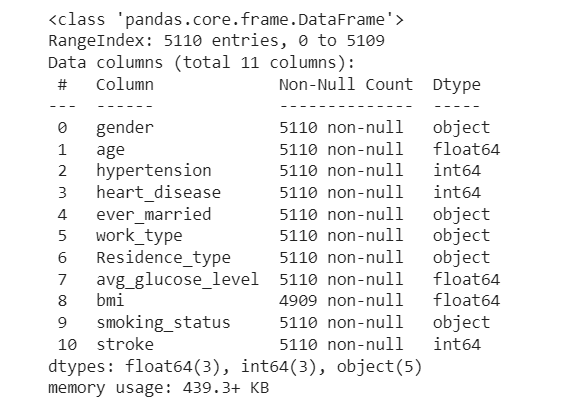 <class 'pandas.core.frame.DataFrame'>
RangeIndex: 5110 entries, 0 to 5109
Data columns (total 11 columns):
 #   Column             Non-Null Count  Dtype
---  ------             --------------  -----
 0   gender             5110 non-null   object
 1   age                5110 non-null   float64
 2   hypertension       5110 non-null   int64
 3   heart_disease      5110 non-null   int64
 4   ever_married       5110 non-null   object
 5   work_type          5110 non-null   object
 6   Residence_type     5110 non-null   object
 7   avg_glucose_level  5110 non-null   float64
 8   bmi                4909 non-null   float64
 9   smoking_status     5110 non-null   object
 10  stroke             5110 non-null   int64
dtypes: float64(3), int64(3), object(5)
memory usage: 439.3+ KB